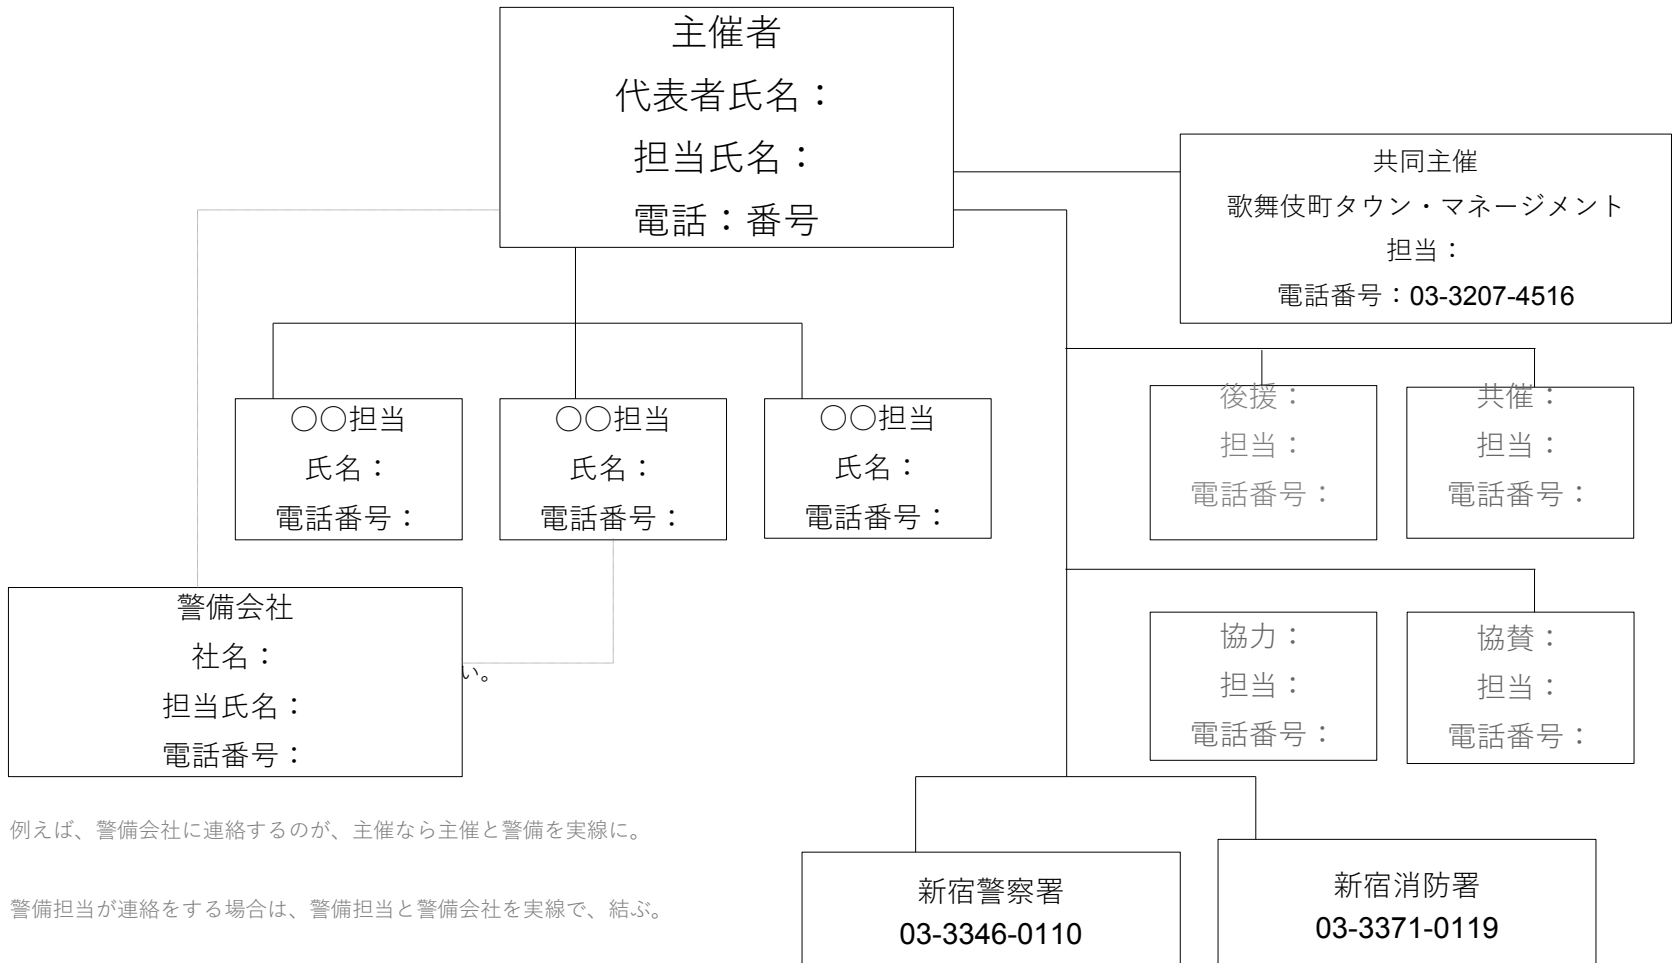 主催者
代表者氏名：
担当氏名：
電話：番号
共同主催
歌舞伎町タウン・マネージメント
担当：
電話番号：03-3207-4516
○○担当
氏名：
電話番号：
○○担当
氏名：
電話番号：
○○担当
氏名：
電話番号：
後援：
担当：
電話番号：
共催：
担当：
電話番号：
警備会社
社名：
担当氏名：
電話番号：
い。
協力：
担当：
電話番号：
協賛：
担当：
電話番号：
例えば、警備会社に連絡するのが、主催なら主催と警備を実線に。
警備担当が連絡をする場合は、警備担当と警備会社を実線で、結ぶ。
新宿警察署
03-3346-0110
新宿消防署
03-3371-0119